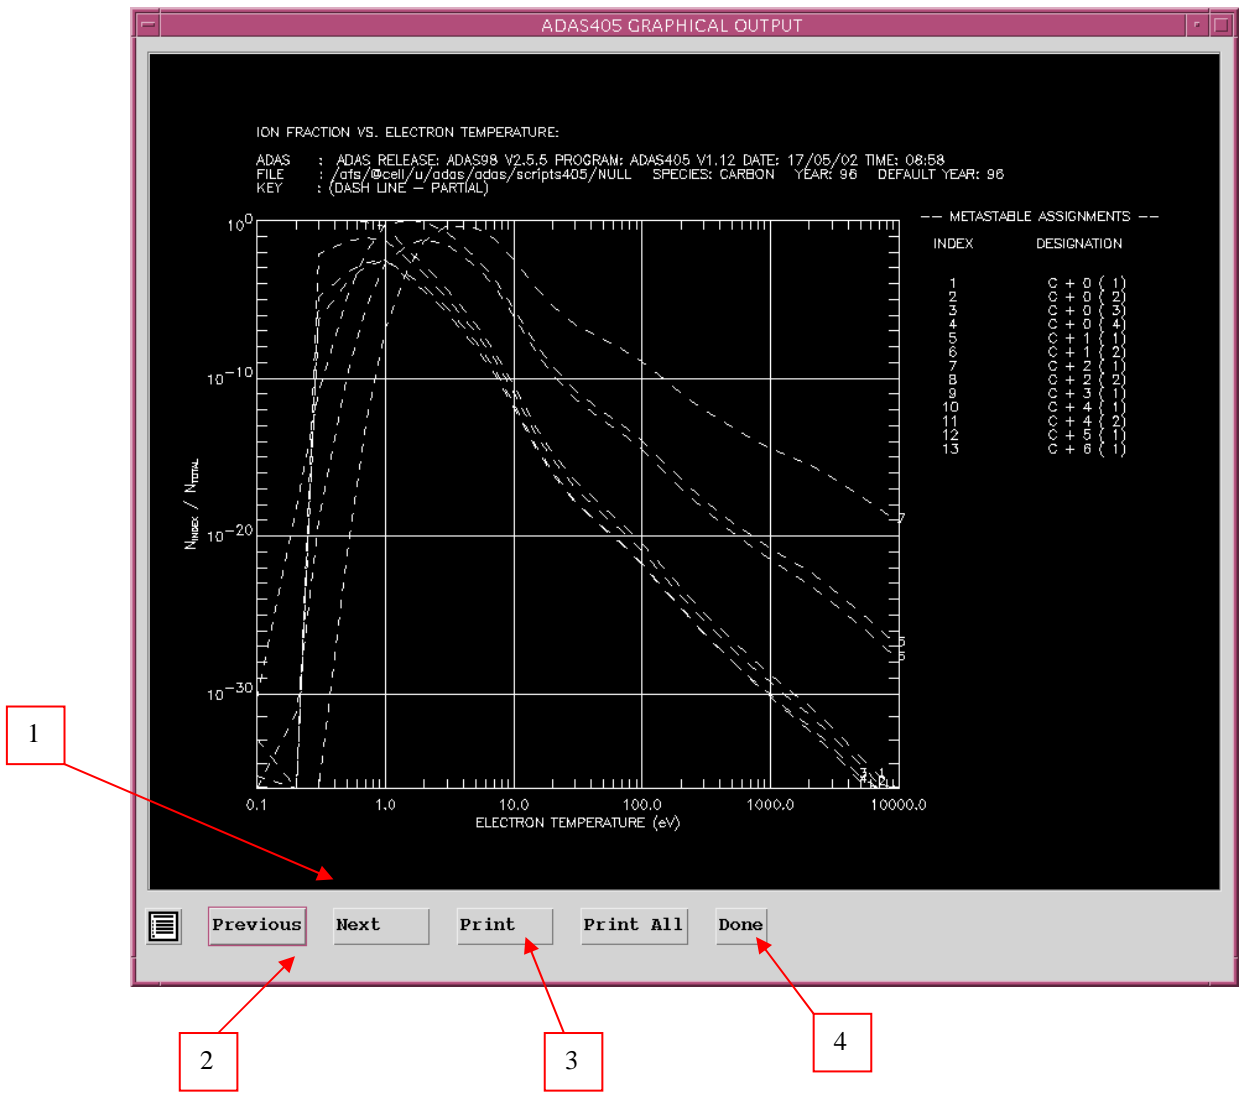 ADAS405 GRAPHICAL OUTPUT
ION FRACTION VS. ELECTRON TEMPERATURE:
ADAS : ADAS RELEASE: ADAS98 V2.5.5 PROGRAM: ADAS405 V1.12 DATE: 17/05/02 TIME: 08:58
FILE : /afs/@cell/u/adas/adas/scripts405/NULL SPECIES: CARBON YEAR: 96 DEFAULT YEAR: 96
KEY : (DASH LINE – PARTIAL)
-- METASTABLE ASSIGNMENTS --
INDEX DESIGNATION
1 C + 0 ( 1)
2 C + 0 ( 2)
3 C + 0 ( 3)
4 C + 0 ( 4)
5 C + 1 ( 1)
6 C + 1 ( 2)
7 C + 2 ( 1)
8 C + 2 ( 2)
9 C + 3 ( 1)
10 C + 4 ( 1)
11 C + 4 ( 2)
12 C + 5 ( 1)
13 C + 6 ( 1)
10^0
10^-10
10^-20
10^-30
N_INDEX / N_TOTAL
7
5
0.1 1.0 10.0 100.0 1000.0 10000.0
ELECTRON TEMPERATURE (eV)
Previous Next Print Print All Done
1
2
3
4